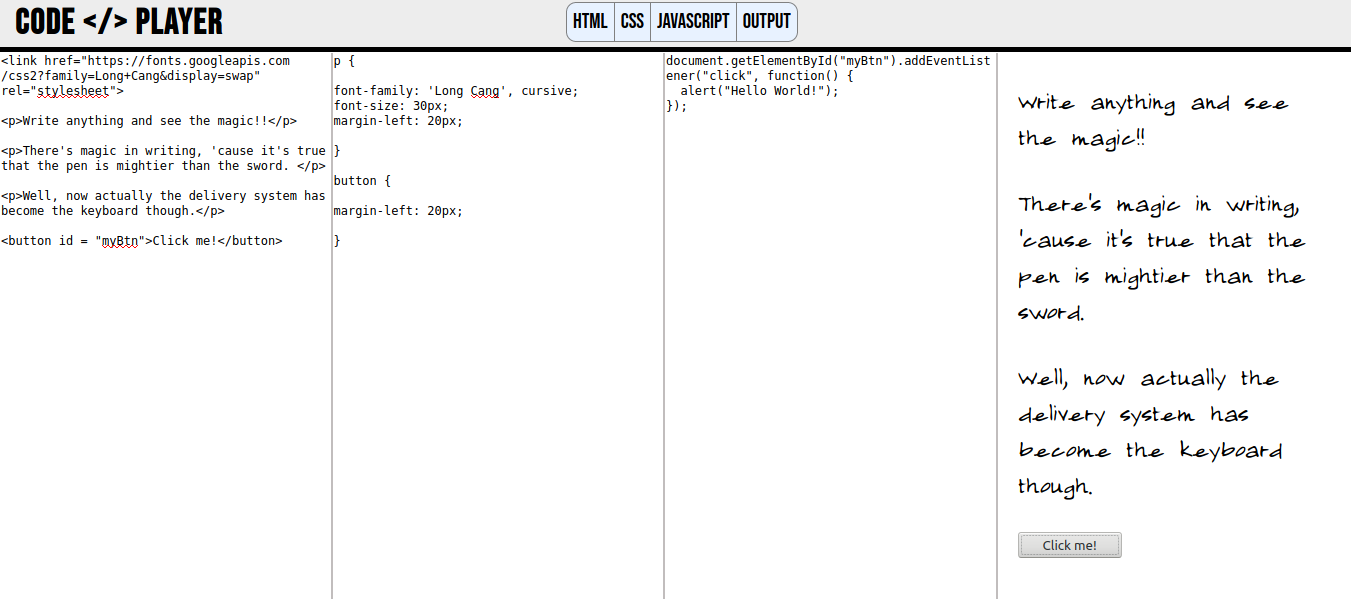 CODE </> PLAYER
HTML CSS JAVASCRIPT OUTPUT
<link href="https://fonts.googleapis.com
/css2?family=Long+Cang&display=swap"
rel="stylesheet">
<p>Write anything and see the magic!!</p>
<p>There's magic in writing, 'cause it's true
that the pen is mightier than the sword. </p>
<p>Well, now actually the delivery system has
become the keyboard though.</p>
<button id = "myBtn">Click me!</button>
p {
font-family: 'Long Cang', cursive;
font-size: 30px;
margin-left: 20px;
}
button {
margin-left: 20px;
}
document.getElementById("myBtn").addEventList
ener("click", function() {
  alert("Hello World!");
});
Write anything and see
the magic!!
There's magic in writing,
'cause it's true that the
pen is mightier than the
sword.
Well, now actually the
delivery system has
become the keyboard
though.
Click me!